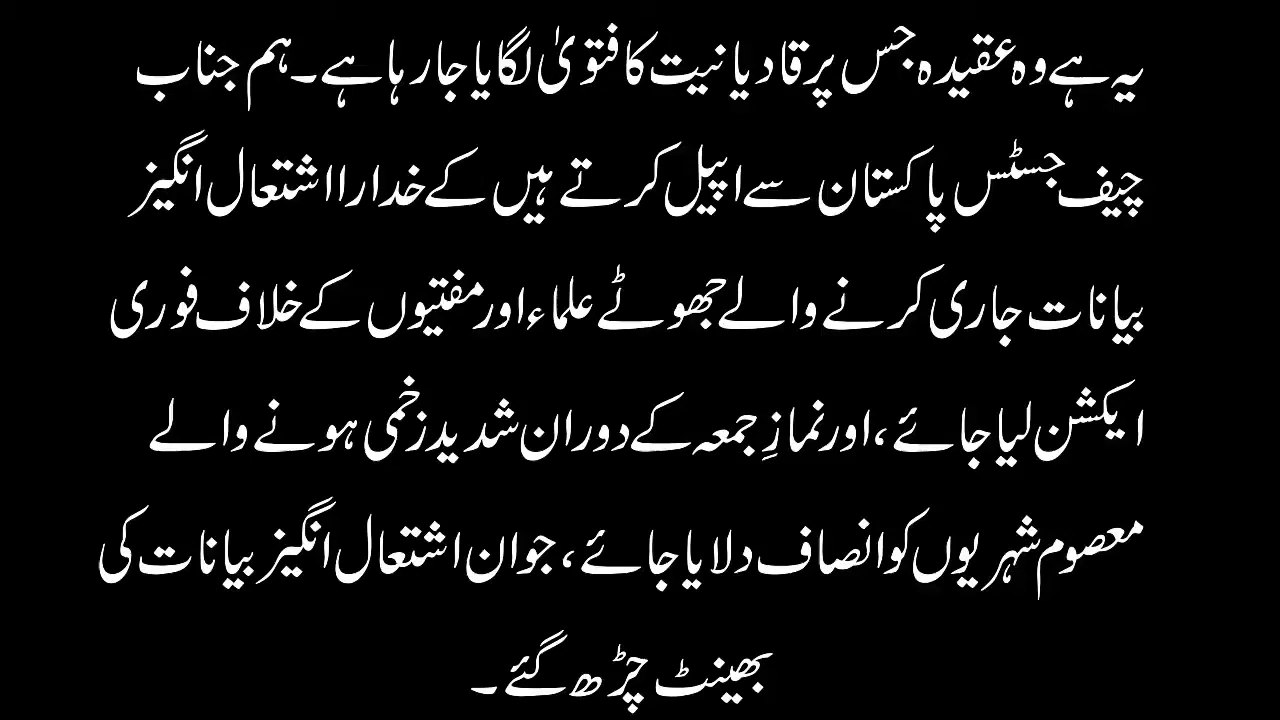 یہ ہے وہ عقیدہ جس پر قادیانیت کا فتویٰ لگایا جا رہا ہے۔ ہم جناب
چیف جسٹس پاکستان سے اپیل کرتے ہیں کے خدارا اشتعال انگیز
بیانات جاری کرنے والے جھوٹے علماء اور مفتیوں کے خلاف فوری
ایکشن لیا جائے، اور نمازِ جمعہ کے دوران شدید زخمی ہونے والے
معصوم شہریوں کو انصاف دلایا جائے، جو ان اشتعال انگیز بیانات کی
بھینٹ چڑھ گئے۔